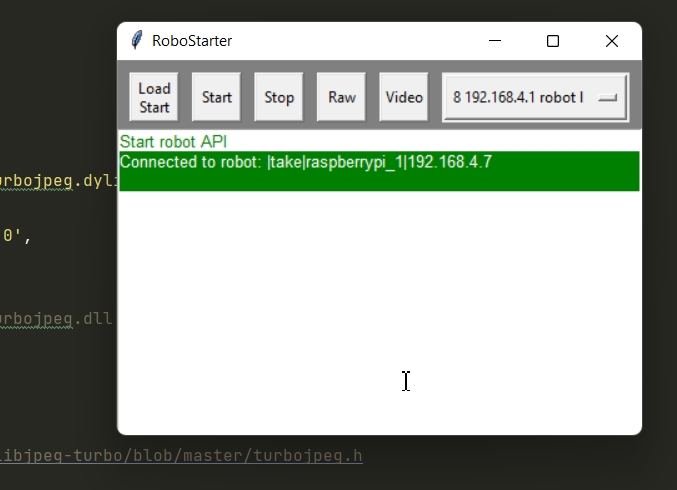 RoboStarter
Load
Start
Start
Stop
Raw
Video
8 192.168.4.1 robot l
Start robot API
Connected to robot: |take|raspberrypi_1|192.168.4.7
urbojpeg.dyli
0',
urbojpeg.dll
libjpeg-turbo/blob/master/turbojpeg.h